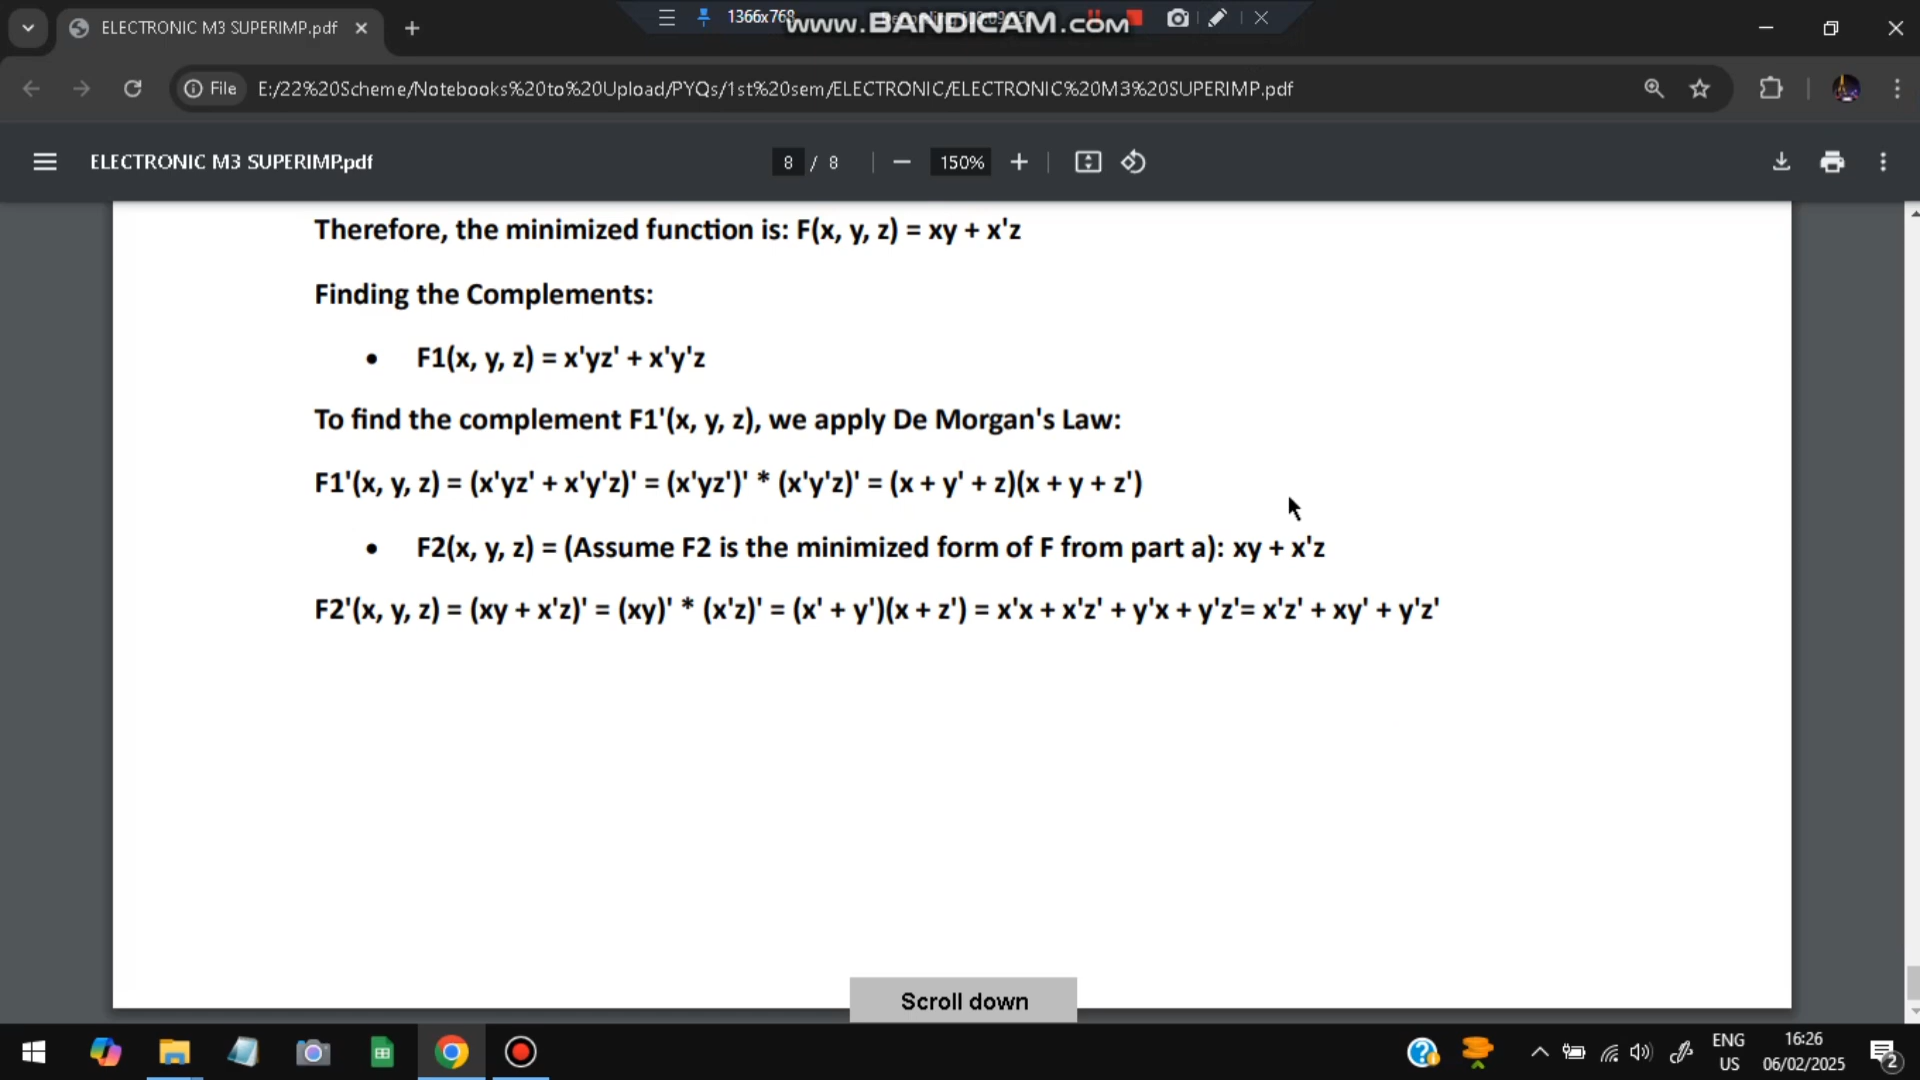 ELECTRONIC M3 SUPERIMP.pdf
1366x768
www.BANDICAM.com
File
E:/22%20Scheme/Notebooks%20to%20Upload/PYQs/1st%20sem/ELECTRONIC/ELECTRONIC%20M3%20SUPERIMP.pdf
ELECTRONIC M3 SUPERIMP.pdf
8 / 8
150%
Therefore, the minimized function is: F(x, y, z) = xy + x'z
Finding the Complements:
• F1(x, y, z) = x'yz' + x'y'z
To find the complement F1'(x, y, z), we apply De Morgan's Law:
F1'(x, y, z) = (x'yz' + x'y'z)' = (x'yz')' * (x'y'z)' = (x + y' + z)(x + y + z')
• F2(x, y, z) = (Assume F2 is the minimized form of F from part a): xy + x'z
F2'(x, y, z) = (xy + x'z)' = (xy)' * (x'z)' = (x' + y')(x + z') = x'x + x'z' + y'x + y'z'= x'z' + xy' + y'z'
Scroll down
ENG
US
16:26
06/02/2025
2